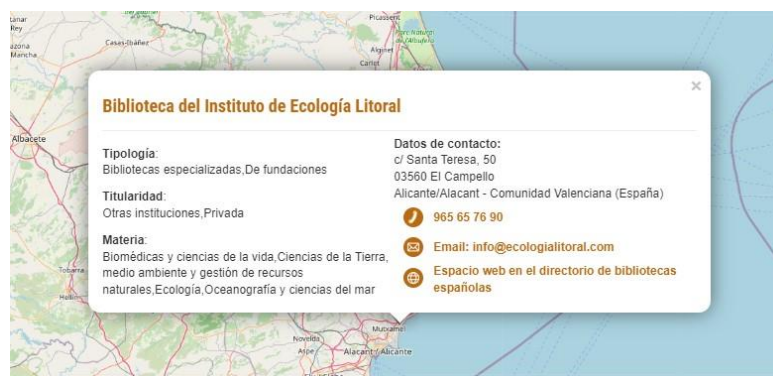 Picassent
Casas-Ibáñez
Alginet
Carlet
Mancha
Albacete
Biblioteca del Instituto de Ecología Litoral
×
Tipología:
Bibliotecas especializadas,De fundaciones
Titularidad:
Otras instituciones,Privada
Materia:
Biomédicas y ciencias de la vida,Ciencias de la Tierra,
medio ambiente y gestión de recursos
naturales,Ecología,Oceanografía y ciencias del mar
Datos de contacto:
c/ Santa Teresa, 50
03560 El Campello
Alicante/Alacant - Comunidad Valenciana (España)
965 65 76 90
Email: info@ecologialitoral.com
Espacio web en el directorio de bibliotecas
españolas
Tobarra
Novelda
Aspe
Alacant / Alicante